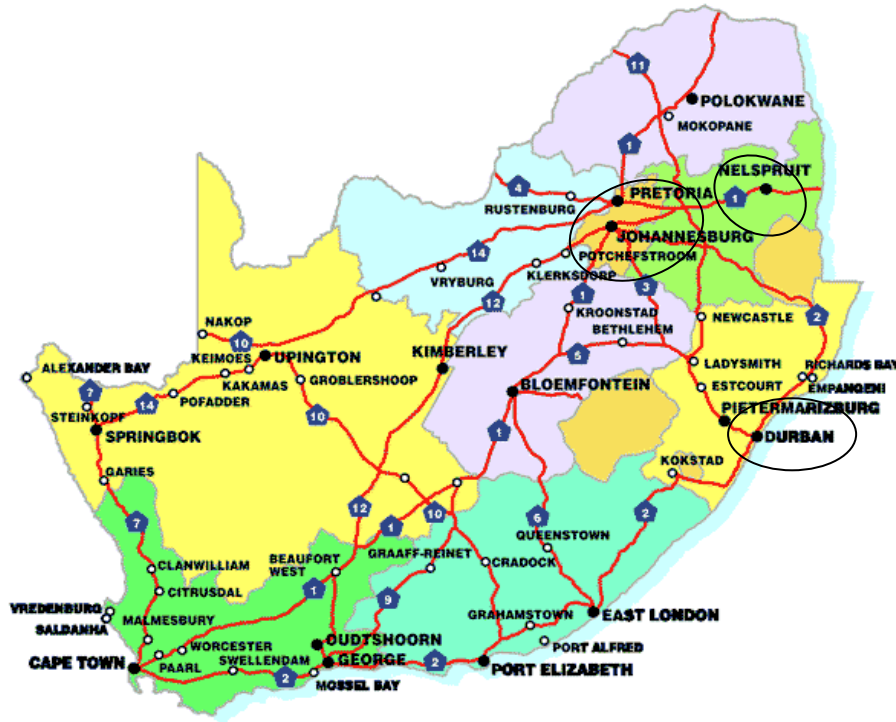 11
POLOKWANE
MOKOPANE
1
NELSPRUIT
4
PRETORIA
1
RUSTENBURG
JOHANNESBURG
14
POTCHEFSTROOM
VRYBURG
KLERKSDORP
3
12
1
KROONSTAD
NEWCASTLE
2
NAKOP
BETHLEHEM
10
KEIMOES
UPINGTON
KIMBERLEY
5
LADYSMITH
RICHARDS BAY
ALEXANDER BAY
KAKAMAS
GROBLERSHOOP
BLOEMFONTEIN
ESTCOURT
EMPANGENI
7
14
POFADDER
STEINKOPF
10
PIETERMARIZBURG
SPRINGBOK
1
DURBAN
GARIES
KOKSTAD
12
10
6
2
7
1
QUEENSTOWN
BEAUFORT
WEST
GRAAFF-REINET
CRADOCK
CLANWILLIAM
1
CITRUSDAL
9
VREDENBURG
SALDANHA
MALMESBURY
GRAHAMSTOWN
EAST LONDON
OUDTSHOORN
WORCESTER
PORT ALFRED
CAPE TOWN
PAARL
SWELLENDAM
GEORGE
2
PORT ELIZABETH
2
MOSSEL BAY